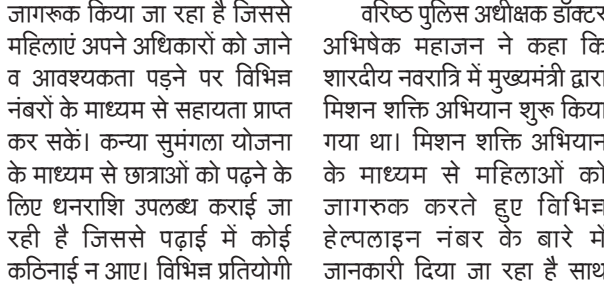 जागरूक किया जा रहा है जिससे
महिलाएं अपने अधिकारों को जाने
व आवश्यकता पड़ने पर विभिन्न
नंबरों के माध्यम से सहायता प्राप्त
कर सकें। कन्या सुमंगला योजना
के माध्यम से छात्राओं को पढ़ने के
लिए धनराशि उपलब्ध कराई जा
रही है जिससे पढ़ाई में कोई
कठिनाई न आए। विभिन्न प्रतियोगी
वरिष्ठ पुलिस अधीक्षक डॉक्टर
अभिषेक महाजन ने कहा कि
शारदीय नवरात्रि में मुख्यमंत्री द्वारा
मिशन शक्ति अभियान शुरू किया
गया था। मिशन शक्ति अभियान
के माध्यम से महिलाओं को
जागरुक करते हुए विभिन्न
हेल्पलाइन नंबर के बारे में
जानकारी दिया जा रहा है साथ